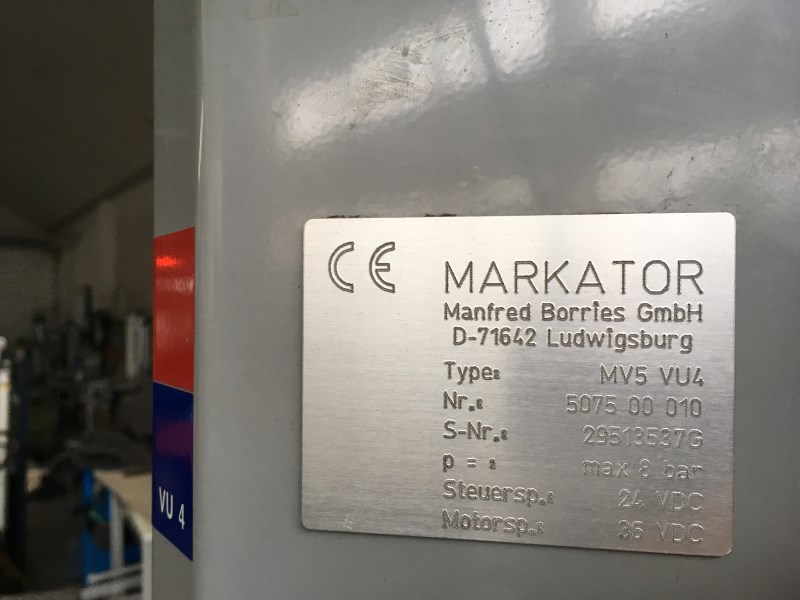 CE
MARKATOR
Manfred Borries GmbH
D-71642 Ludwigsburg
Type: MV5 VU4
Nr.: 5075 00 010
S-Nr.: 29513537G
p = : max 8 bar
Steuersp.: 24 VDC
Motorsp.: 36 VDC
VU 4